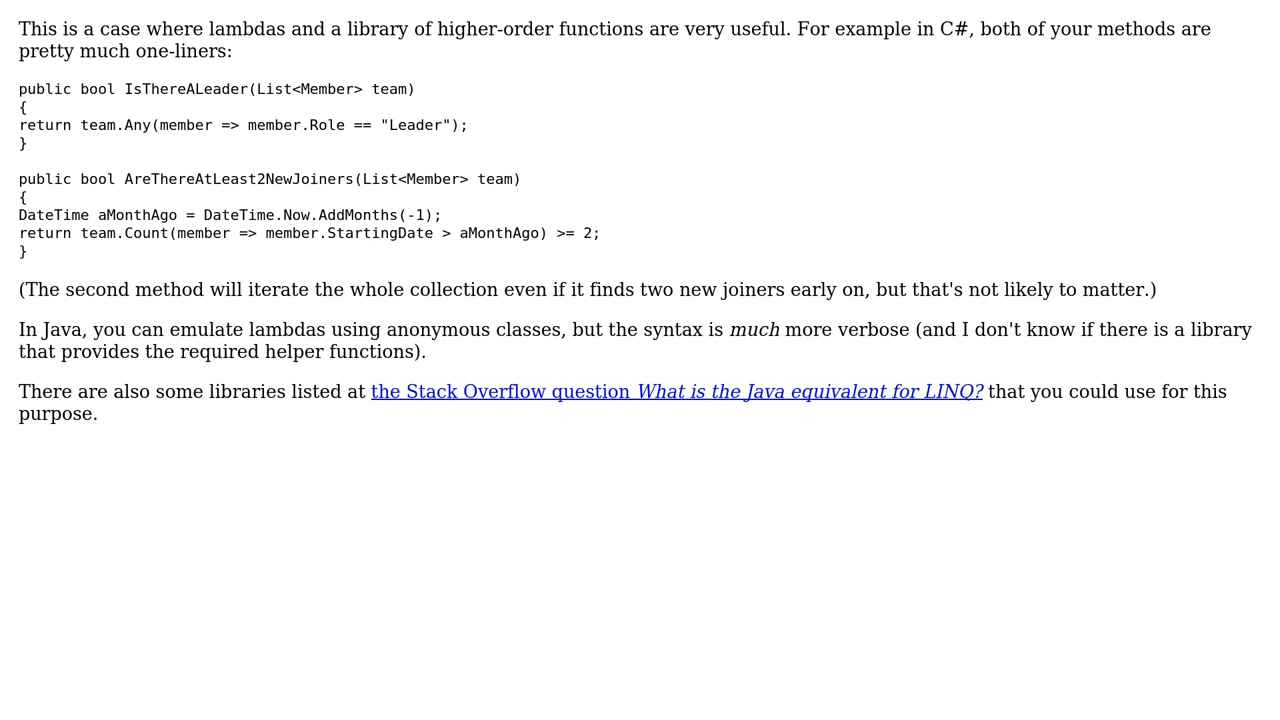 This is a case where lambdas and a library of higher-order functions are very useful. For example in C#, both of your methods are
pretty much one-liners:
public bool IsThereALeader(List<Member> team)
{
return team.Any(member => member.Role == "Leader");
}
public bool AreThereAtLeast2NewJoiners(List<Member> team)
{
DateTime aMonthAgo = DateTime.Now.AddMonths(-1);
return team.Count(member => member.StartingDate > aMonthAgo) >= 2;
}
(The second method will iterate the whole collection even if it finds two new joiners early on, but that's not likely to matter.)
In Java, you can emulate lambdas using anonymous classes, but the syntax is much more verbose (and I don't know if there is a library
that provides the required helper functions).
There are also some libraries listed at the Stack Overflow question What is the Java equivalent for LINQ? that you could use for this
purpose.